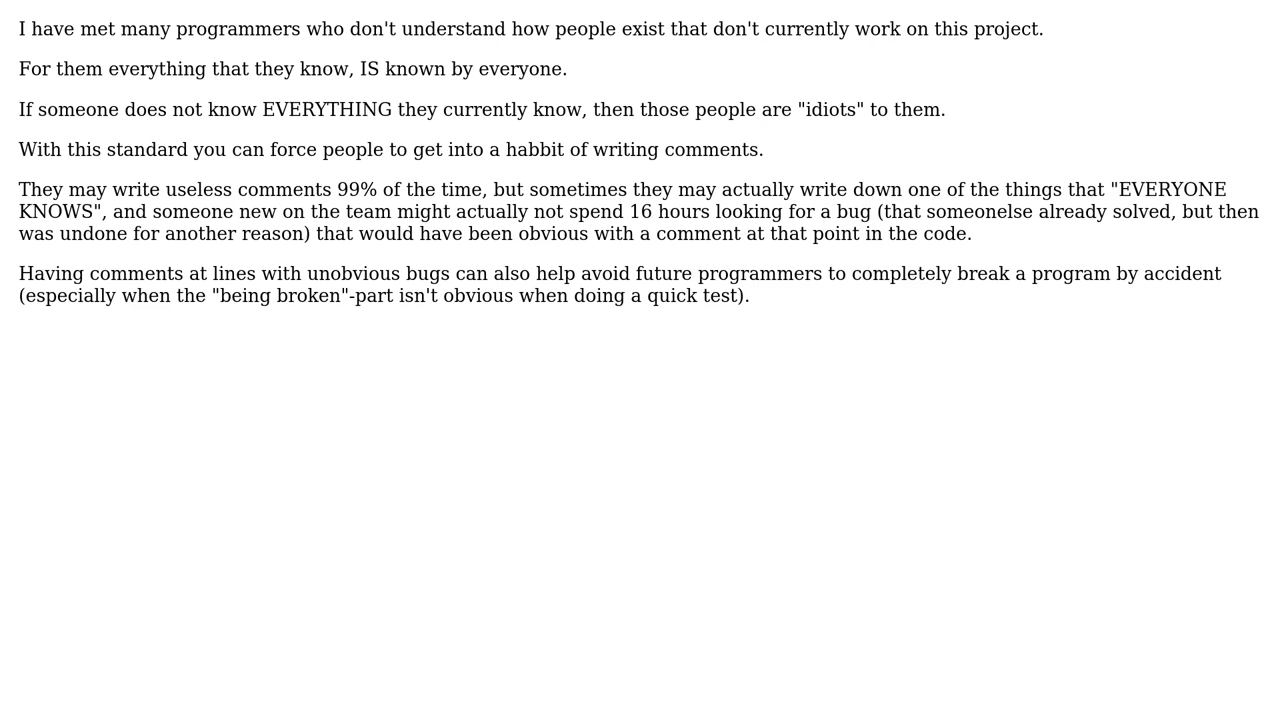 I have met many programmers who don't understand how people exist that don't currently work on this project.
For them everything that they know, IS known by everyone.
If someone does not know EVERYTHING they currently know, then those people are "idiots" to them.
With this standard you can force people to get into a habbit of writing comments.
They may write useless comments 99% of the time, but sometimes they may actually write down one of the things that "EVERYONE
KNOWS", and someone new on the team might actually not spend 16 hours looking for a bug (that someonelse already solved, but then
was undone for another reason) that would have been obvious with a comment at that point in the code.
Having comments at lines with unobvious bugs can also help avoid future programmers to completely break a program by accident
(especially when the "being broken"-part isn't obvious when doing a quick test).